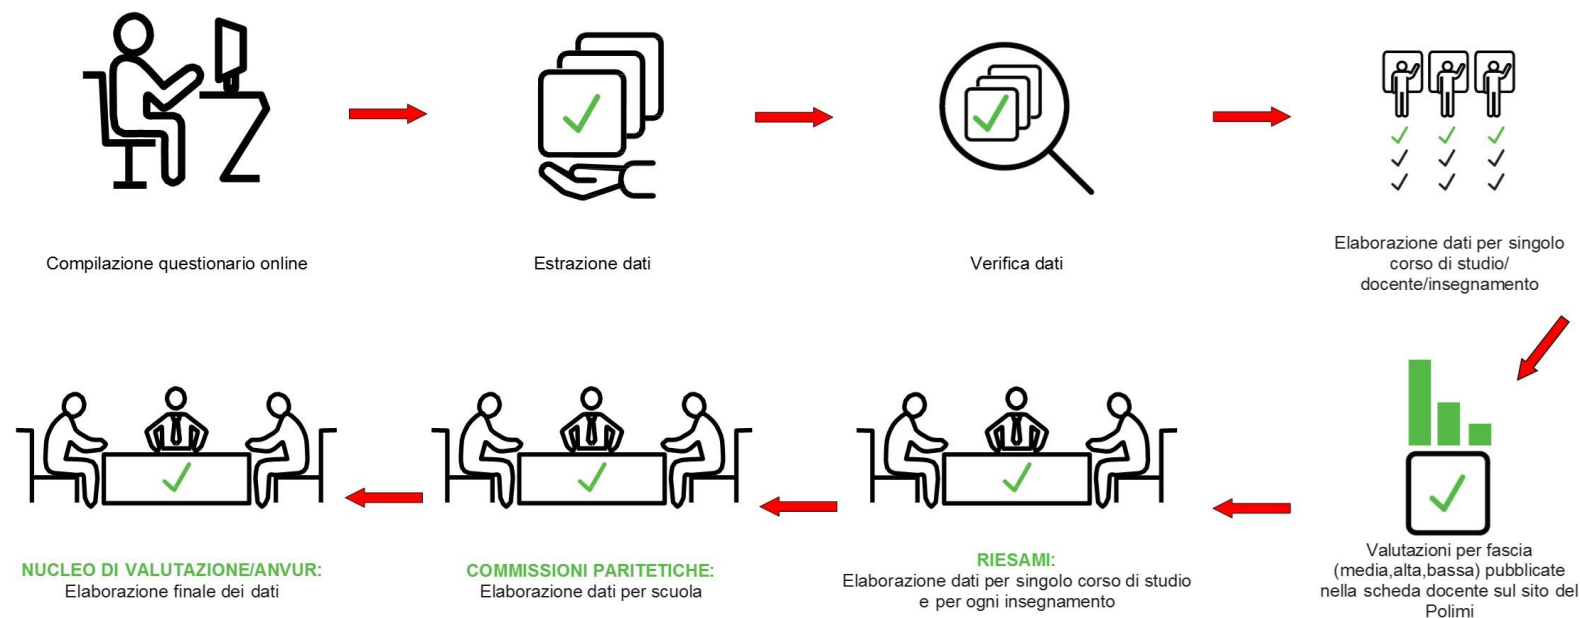 Compilazione questionario online
Estrazione dati
Verifica dati
Elaborazione dati per singolo
corso di studio/
docente/insegnamento
Valutazioni per fascia
(media,alta,bassa) pubblicate
nella scheda docente sul sito del
Polimi
RIESAMI:
Elaborazione dati per singolo corso di studio
e per ogni insegnamento
COMMISSIONI PARITETICHE:
Elaborazione dati per scuola
NUCLEO DI VALUTAZIONE/ANVUR:
Elaborazione finale dei dati